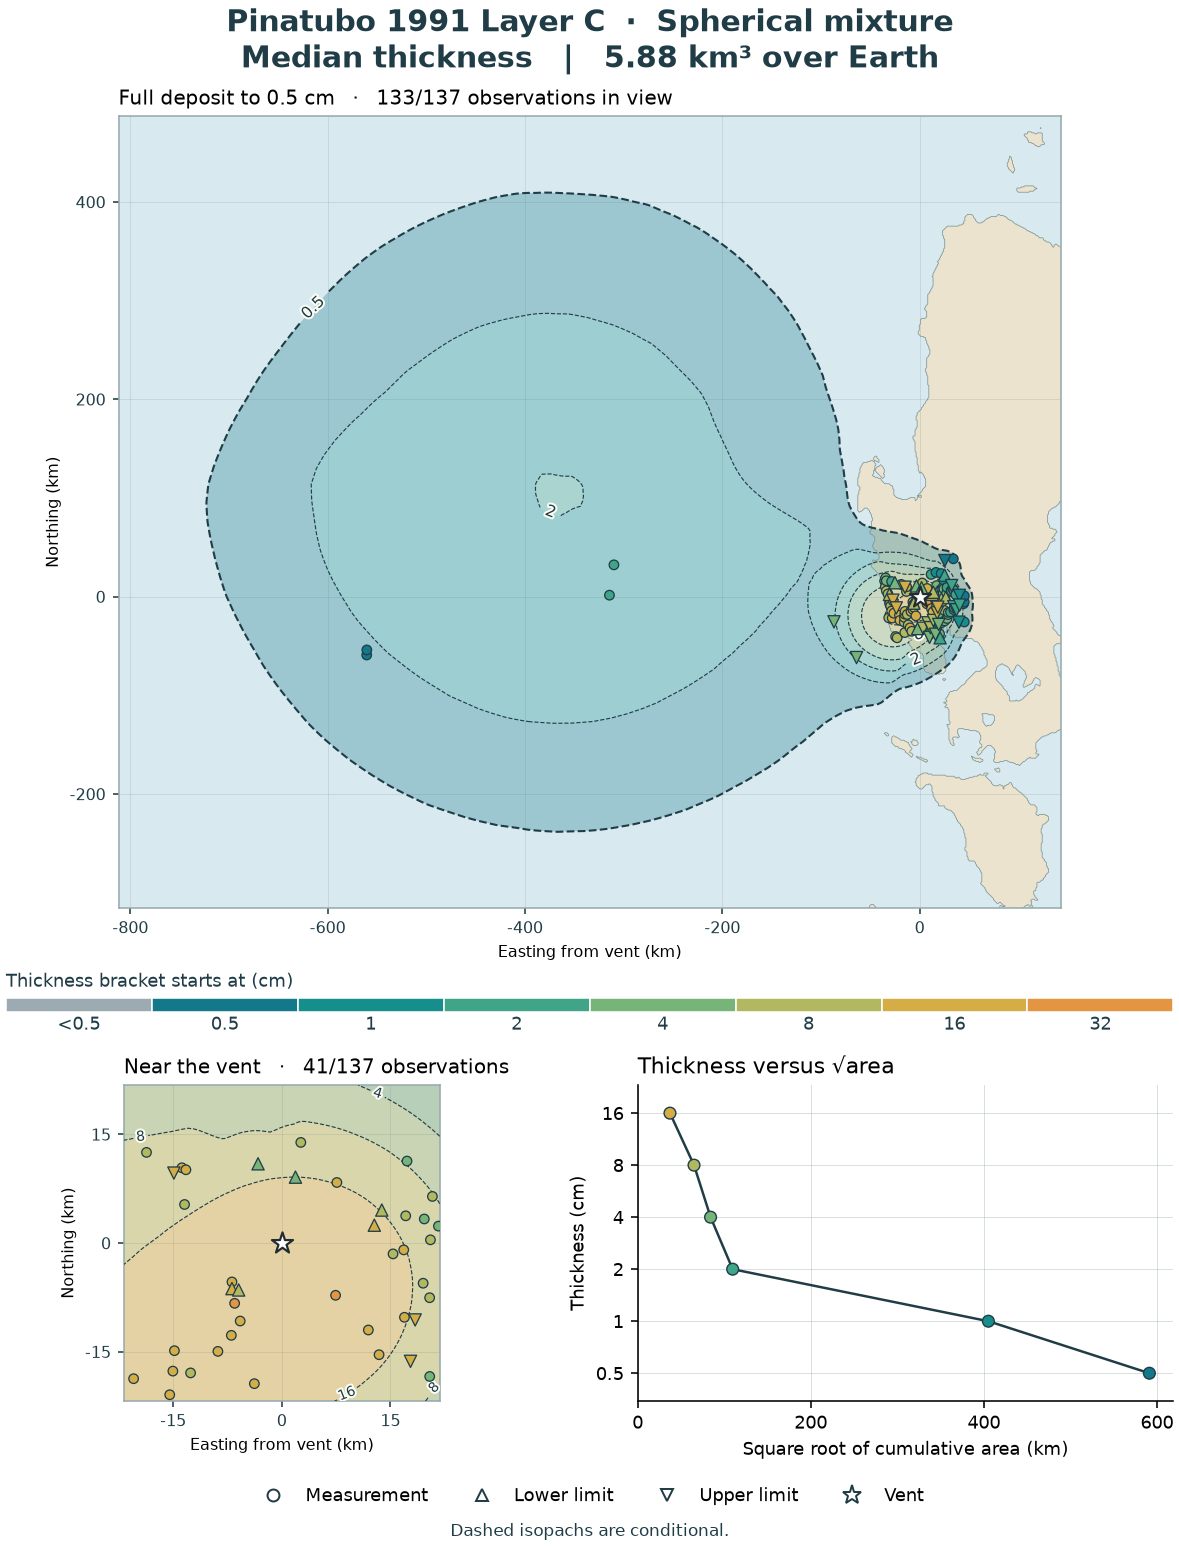 Pinatubo 1991 Layer C · Spherical mixture
Median thickness | 5.88 km³ over Earth
Full deposit to 0.5 cm · 133/137 observations in view
400
200
0
-200
Northing (km)
0.5
2
2
-800
-600
-400
-200
0
Easting from vent (km)
Thickness bracket starts at (cm)
<0.5
0.5
1
2
4
8
16
32
Near the vent · 41/137 observations
15
0
-15
Northing (km)
4
8
16
8
-15
0
15
Easting from vent (km)
Thickness versus √area
16
8
4
2
1
0.5
Thickness (cm)
0
200
400
600
Square root of cumulative area (km)
Measurement
Lower limit
Upper limit
Vent
Dashed isopachs are conditional.